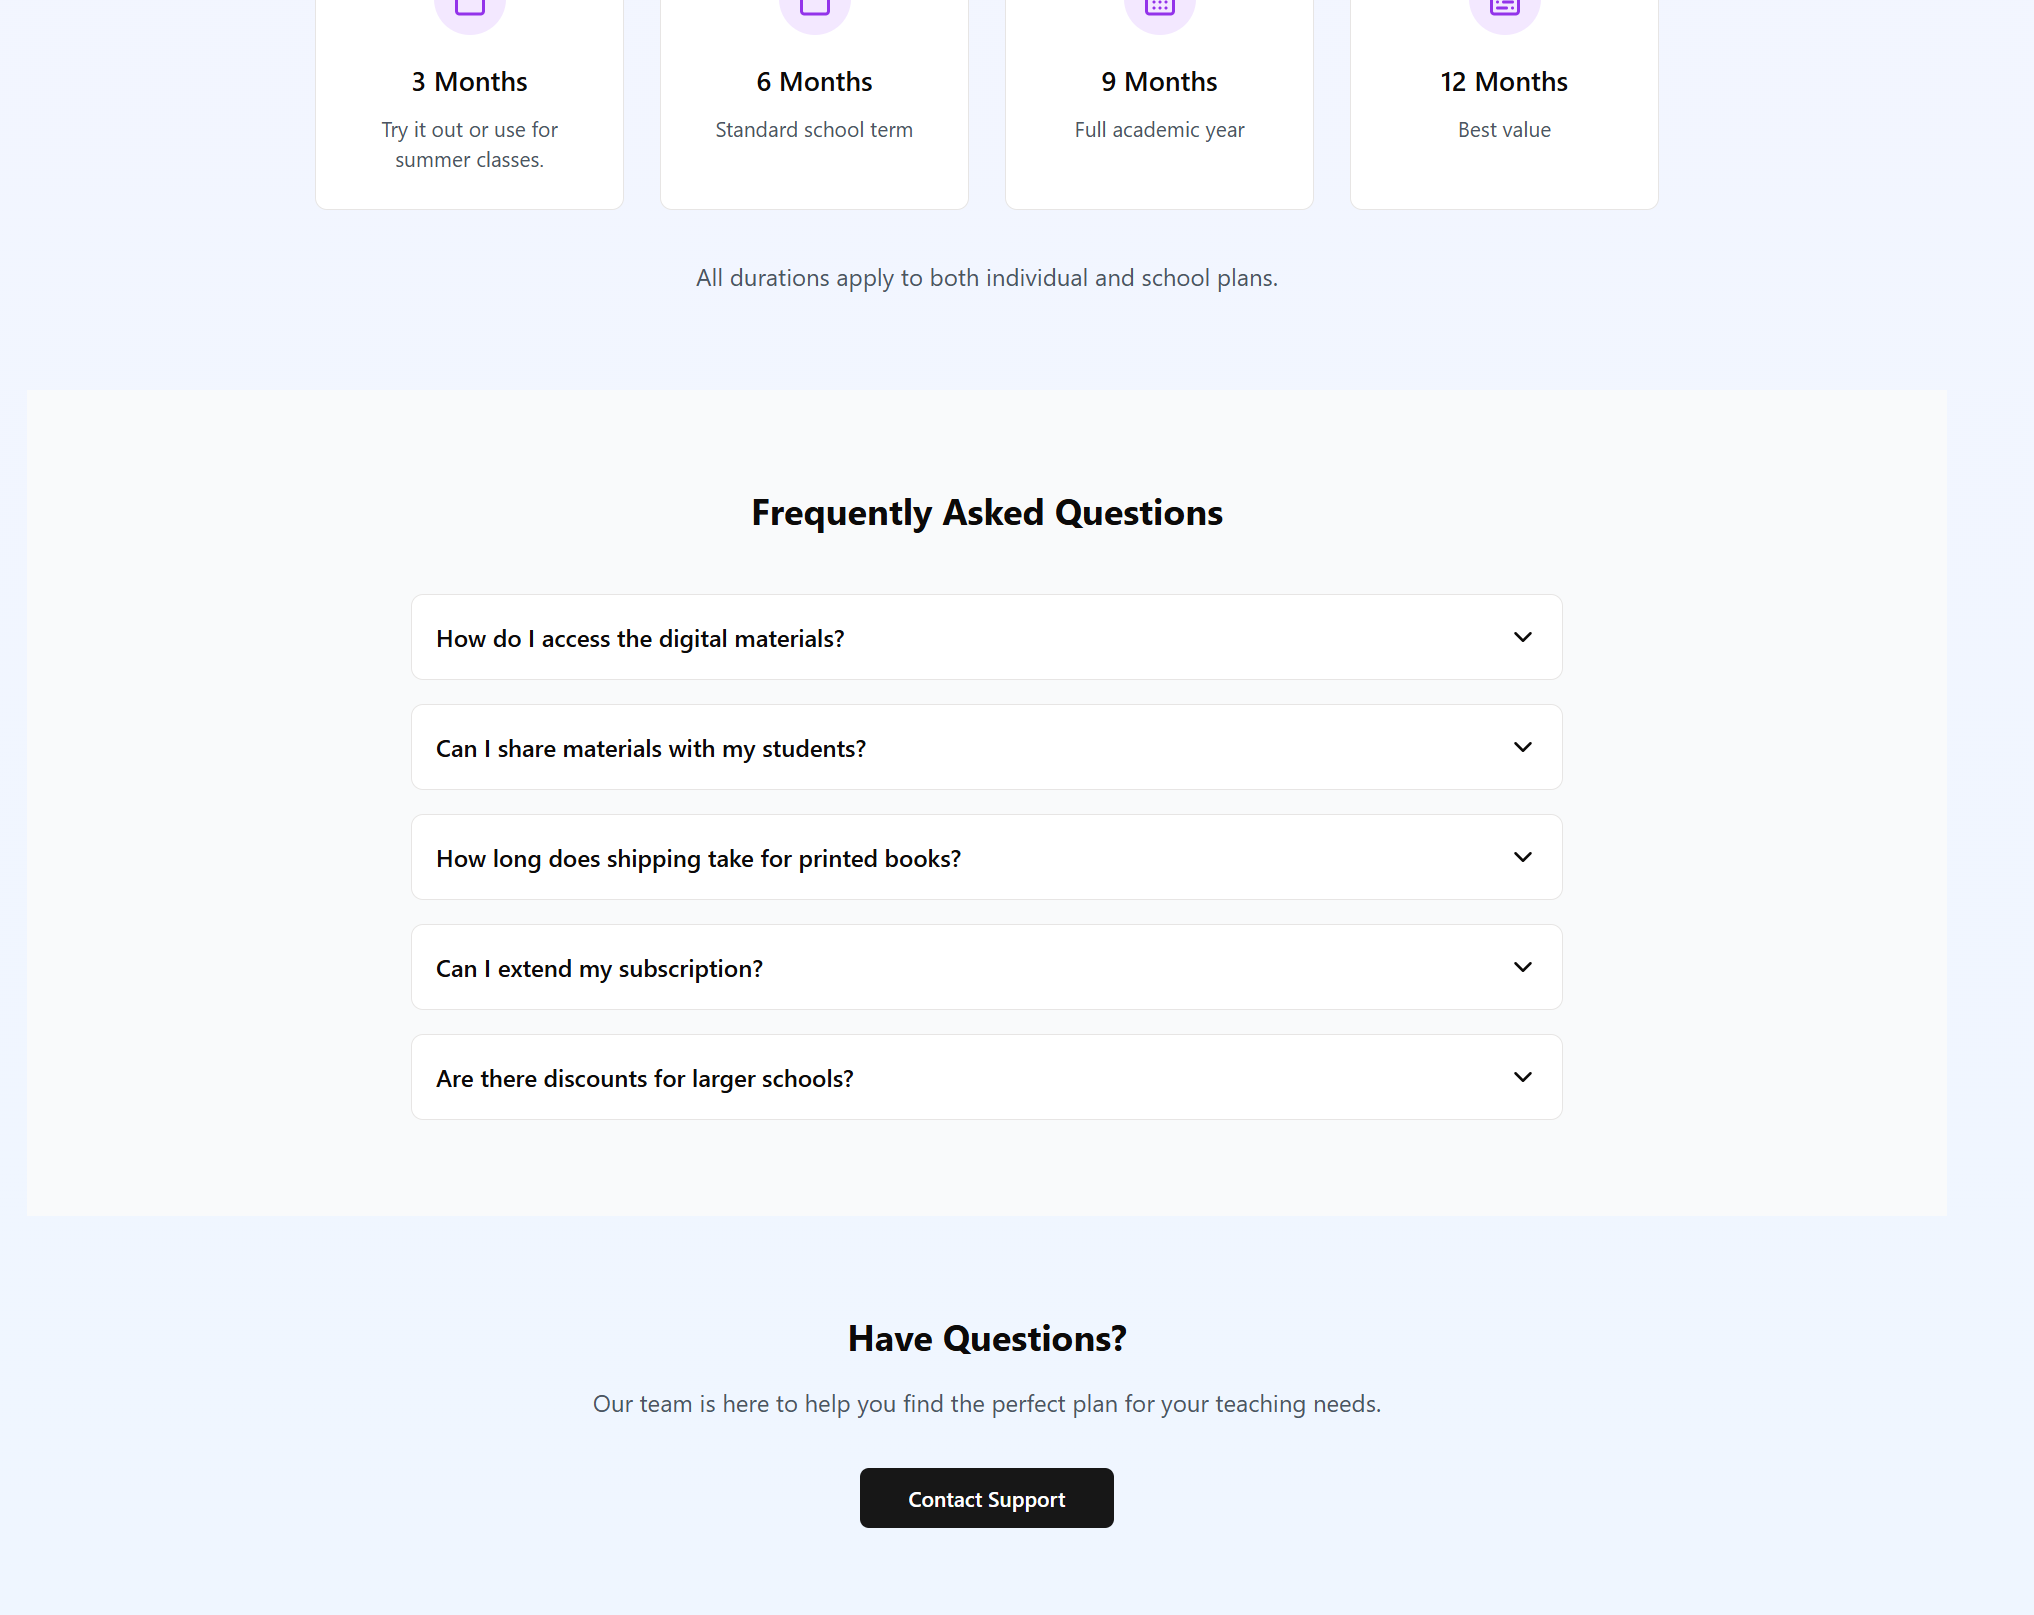 3 Months
Try it out or use for
summer classes.
6 Months
Standard school term
9 Months
Full academic year
12 Months
Best value
All durations apply to both individual and school plans.
Frequently Asked Questions
How do I access the digital materials?
Can I share materials with my students?
How long does shipping take for printed books?
Can I extend my subscription?
Are there discounts for larger schools?
Have Questions?
Our team is here to help you find the perfect plan for your teaching needs.
Contact Support